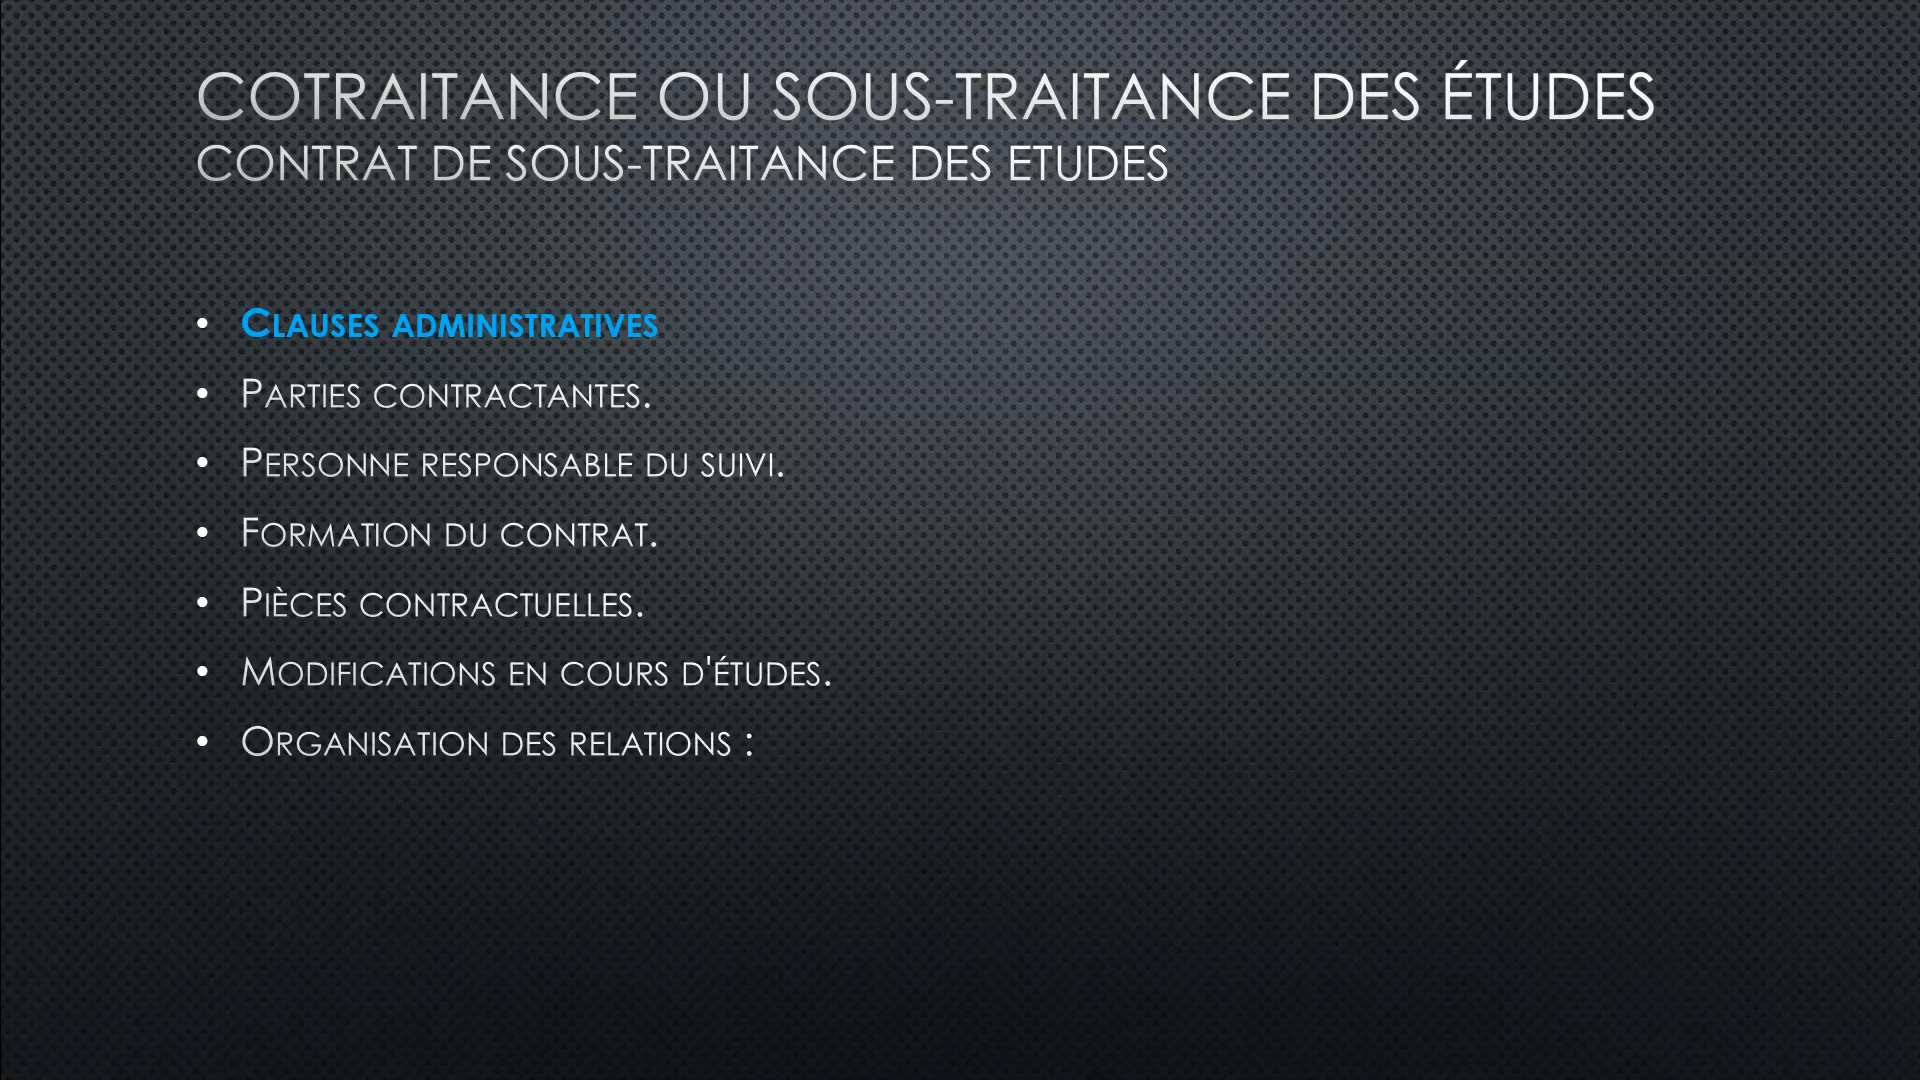 COTRAITANCE OU SOUS-TRAITANCE DES ÉTUDES
CONTRAT DE SOUS-TRAITANCE DES ETUDES
• Clauses administratives
• Parties contractantes.
• Personne responsable du suivi.
• Formation du contrat.
• Pièces contractuelles.
• Modifications en cours d'études.
• Organisation des relations :